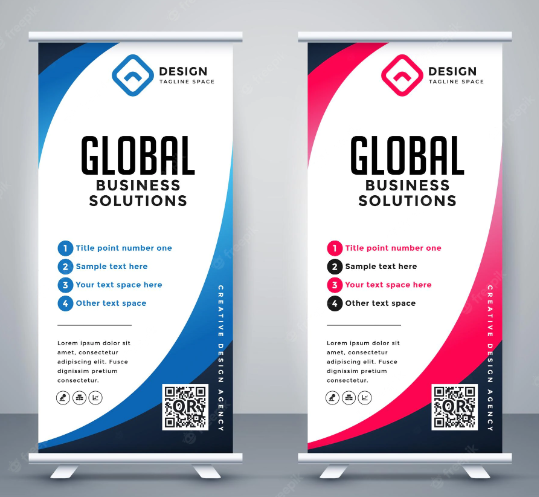 DESIGN
TAGLINE SPACE
GLOBAL
BUSINESS
SOLUTIONS
1 Title point number one
2 Sample text here
3 Your text space here
4 Other text space
Lorem ipsum dolor sit
amet, consectetur
adipiscing elit. Fusce
dignissim pretium
consectetur.
QR
CREATIVE DESIGN AGENCY
DESIGN
TAGLINE SPACE
GLOBAL
BUSINESS
SOLUTIONS
1 Title point number one
2 Sample text here
3 Your text space here
4 Other text space
Lorem ipsum dolor sit
amet, consectetur
adipiscing elit. Fusce
dignissim pretium
consectetur.
QR
CREATIVE DESIGN AGENCY